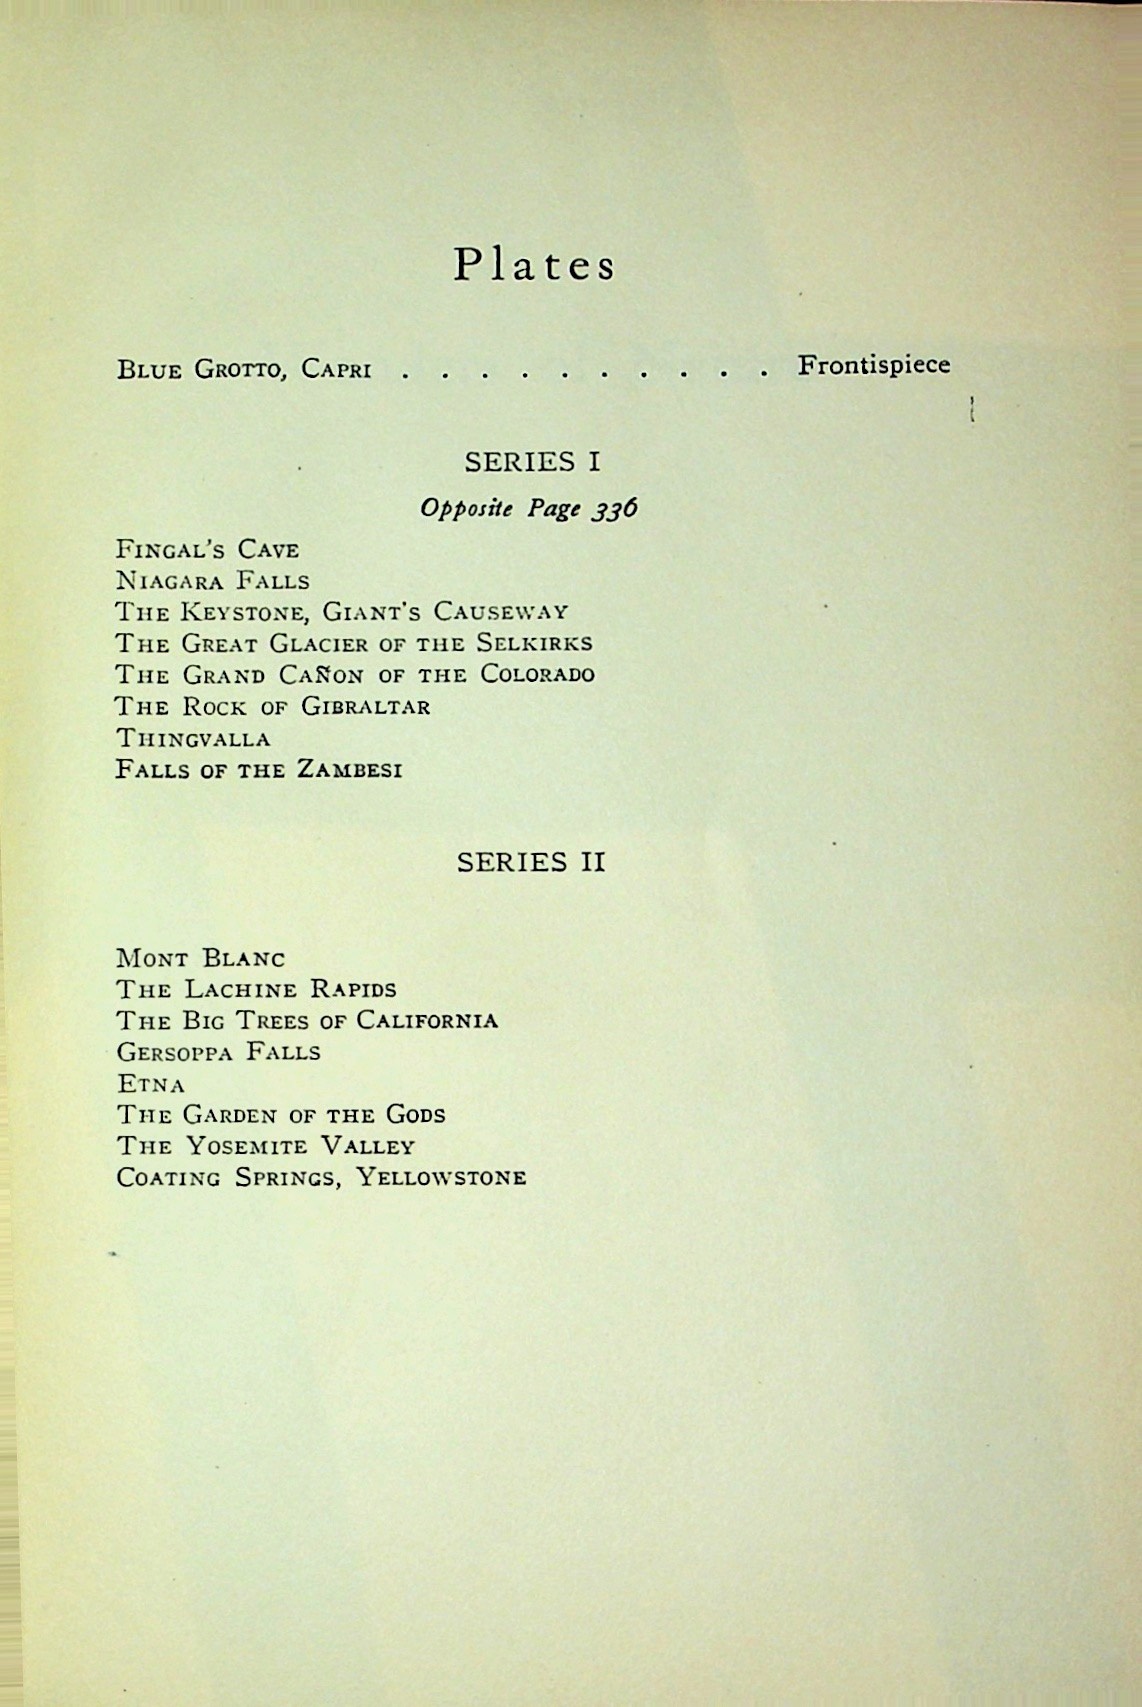 Plates
Blue Grotto, Capri . . . . . . . . . . Frontispiece
SERIES I
Opposite Page 336
Fingal's Cave
Niagara Falls
The Keystone, Giant's Causeway
The Great Glacier of the Selkirks
The Grand Cañon of the Colorado
The Rock of Gibraltar
Thingvalla
Falls of the Zambesi
SERIES II
Mont Blanc
The Lachine Rapids
The Big Trees of California
Gersoppa Falls
Etna
The Garden of the Gods
The Yosemite Valley
Coating Springs, Yellowstone